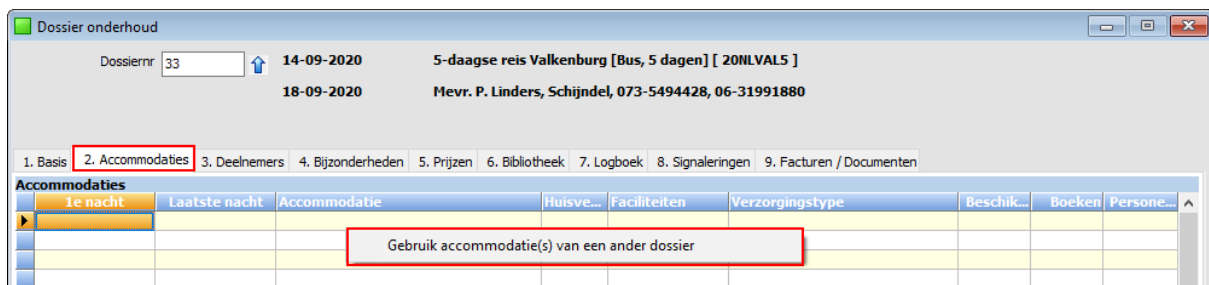 Dossier onderhoud
Dossiernr 33 14-09-2020 5-daagse reis Valkenburg [Bus, 5 dagen] [ 20NLVAL5 ]
18-09-2020 Mevr. P. Linders, Schijndel, 073-5494428, 06-31991880
1. Basis 2. Accommodaties 3. Deelnemers 4. Bijzonderheden 5. Prijzen 6. Bibliotheek 7. Logboek 8. Signaleringen 9. Facturen / Documenten
Accommodaties
1e nacht Laatste nacht Accommodatie Huisve... Faciliteiten Verzorgingstype Beschik... Boeken Persone...
Gebruik accommodatie(s) van een ander dossier